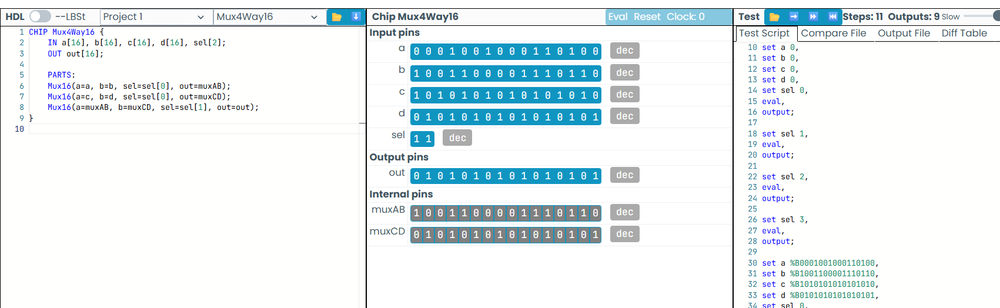 HDL --LBSt Project 1 Mux4Way16
1 CHIP Mux4Way16 {
2 IN a[16], b[16], c[16], d[16], sel[2];
3 OUT out[16];
4
5 PARTS:
6 Mux16(a=a, b=b, sel=sel[0], out=muxAB);
7 Mux16(a=c, b=d, sel=sel[0], out=muxCD);
8 Mux16(a=muxAB, b=muxCD, sel=sel[1], out=out);
9 }
10
Chip Mux4Way16 Eval Reset Clock: 0
Input pins
a 0 0 0 1 0 0 1 0 0 0 1 1 0 1 0 0 dec
b 1 0 0 1 1 0 0 0 0 1 1 1 0 1 1 0 dec
c 1 0 1 0 1 0 1 0 1 0 1 0 1 0 1 0 dec
d 0 1 0 1 0 1 0 1 0 1 0 1 0 1 0 1 dec
sel 1 1 dec
Output pins
out 0 1 0 1 0 1 0 1 0 1 0 1 0 1 0 1 dec
Internal pins
muxAB 1 0 0 1 1 0 0 0 0 1 1 1 0 1 1 0 dec
muxCD 0 1 0 1 0 1 0 1 0 1 0 1 0 1 0 1 dec
Test Steps: 11 Outputs: 9 Slow
Test Script Compare File Output File Diff Table
10 set a 0,
11 set b 0,
12 set c 0,
13 set d 0,
14 set sel 0,
15 eval,
16 output;
17
18 set sel 1,
19 eval,
20 output;
21
22 set sel 2,
23 eval,
24 output;
25
26 set sel 3,
27 eval,
28 output;
29
30 set a %B0001001000110100,
31 set b %B1001100001110110,
32 set c %B1010101010101010,
33 set d %B0101010101010101,
34 set sel 0,